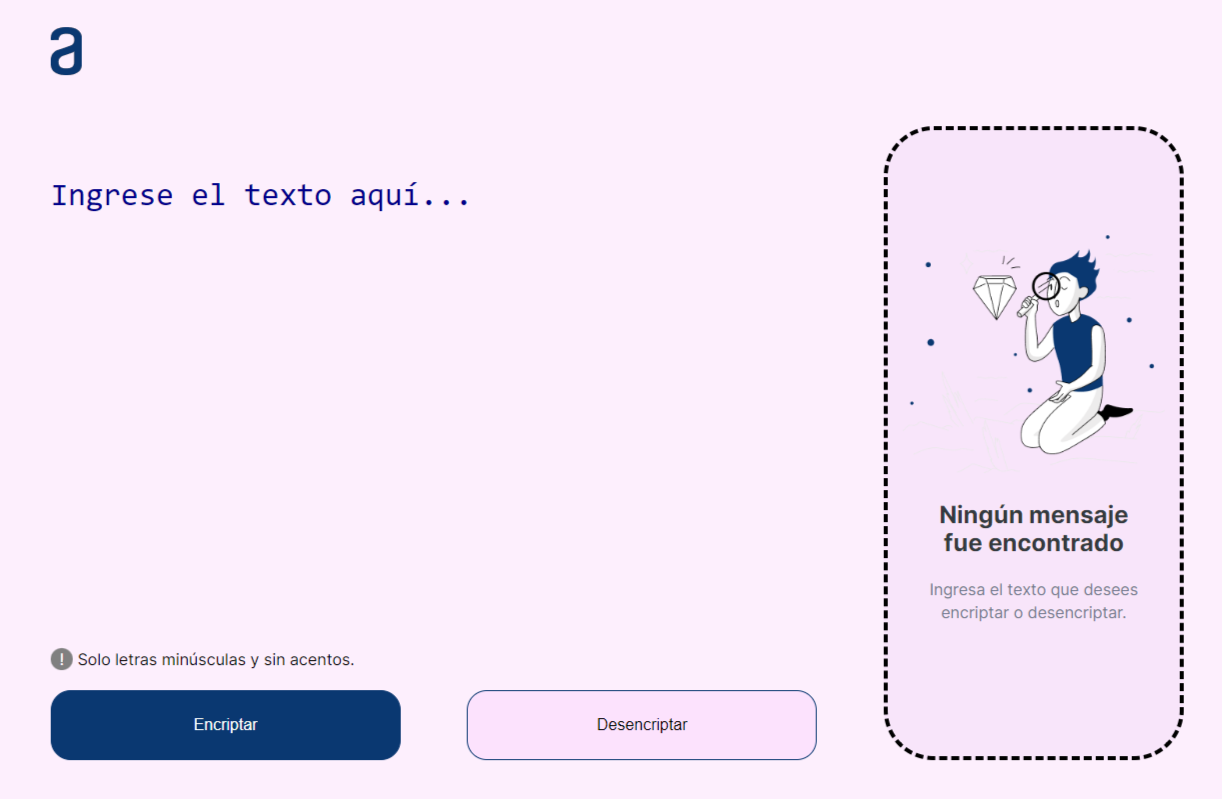 a
Ingrese el texto aquí...
Ningún mensaje
fue encontrado
Ingresa el texto que desees
encriptar o desencriptar.
! Solo letras minúsculas y sin acentos.
Encriptar
Desencriptar